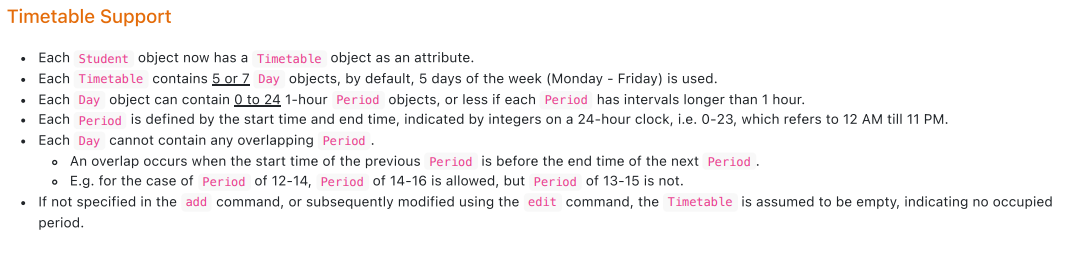 Timetable Support
• Each Student object now has a Timetable object as an attribute.
• Each Timetable contains 5 or 7 Day objects, by default, 5 days of the week (Monday - Friday) is used.
• Each Day object can contain 0 to 24 1-hour Period objects, or less if each Period has intervals longer than 1 hour.
• Each Period is defined by the start time and end time, indicated by integers on a 24-hour clock, i.e. 0-23, which refers to 12 AM till 11 PM.
• Each Day cannot contain any overlapping Period .
◦ An overlap occurs when the start time of the previous Period is before the end time of the next Period .
◦ E.g. for the case of Period of 12-14, Period of 14-16 is allowed, but Period of 13-15 is not.
• If not specified in the add command, or subsequently modified using the edit command, the Timetable is assumed to be empty, indicating no occupied
period.